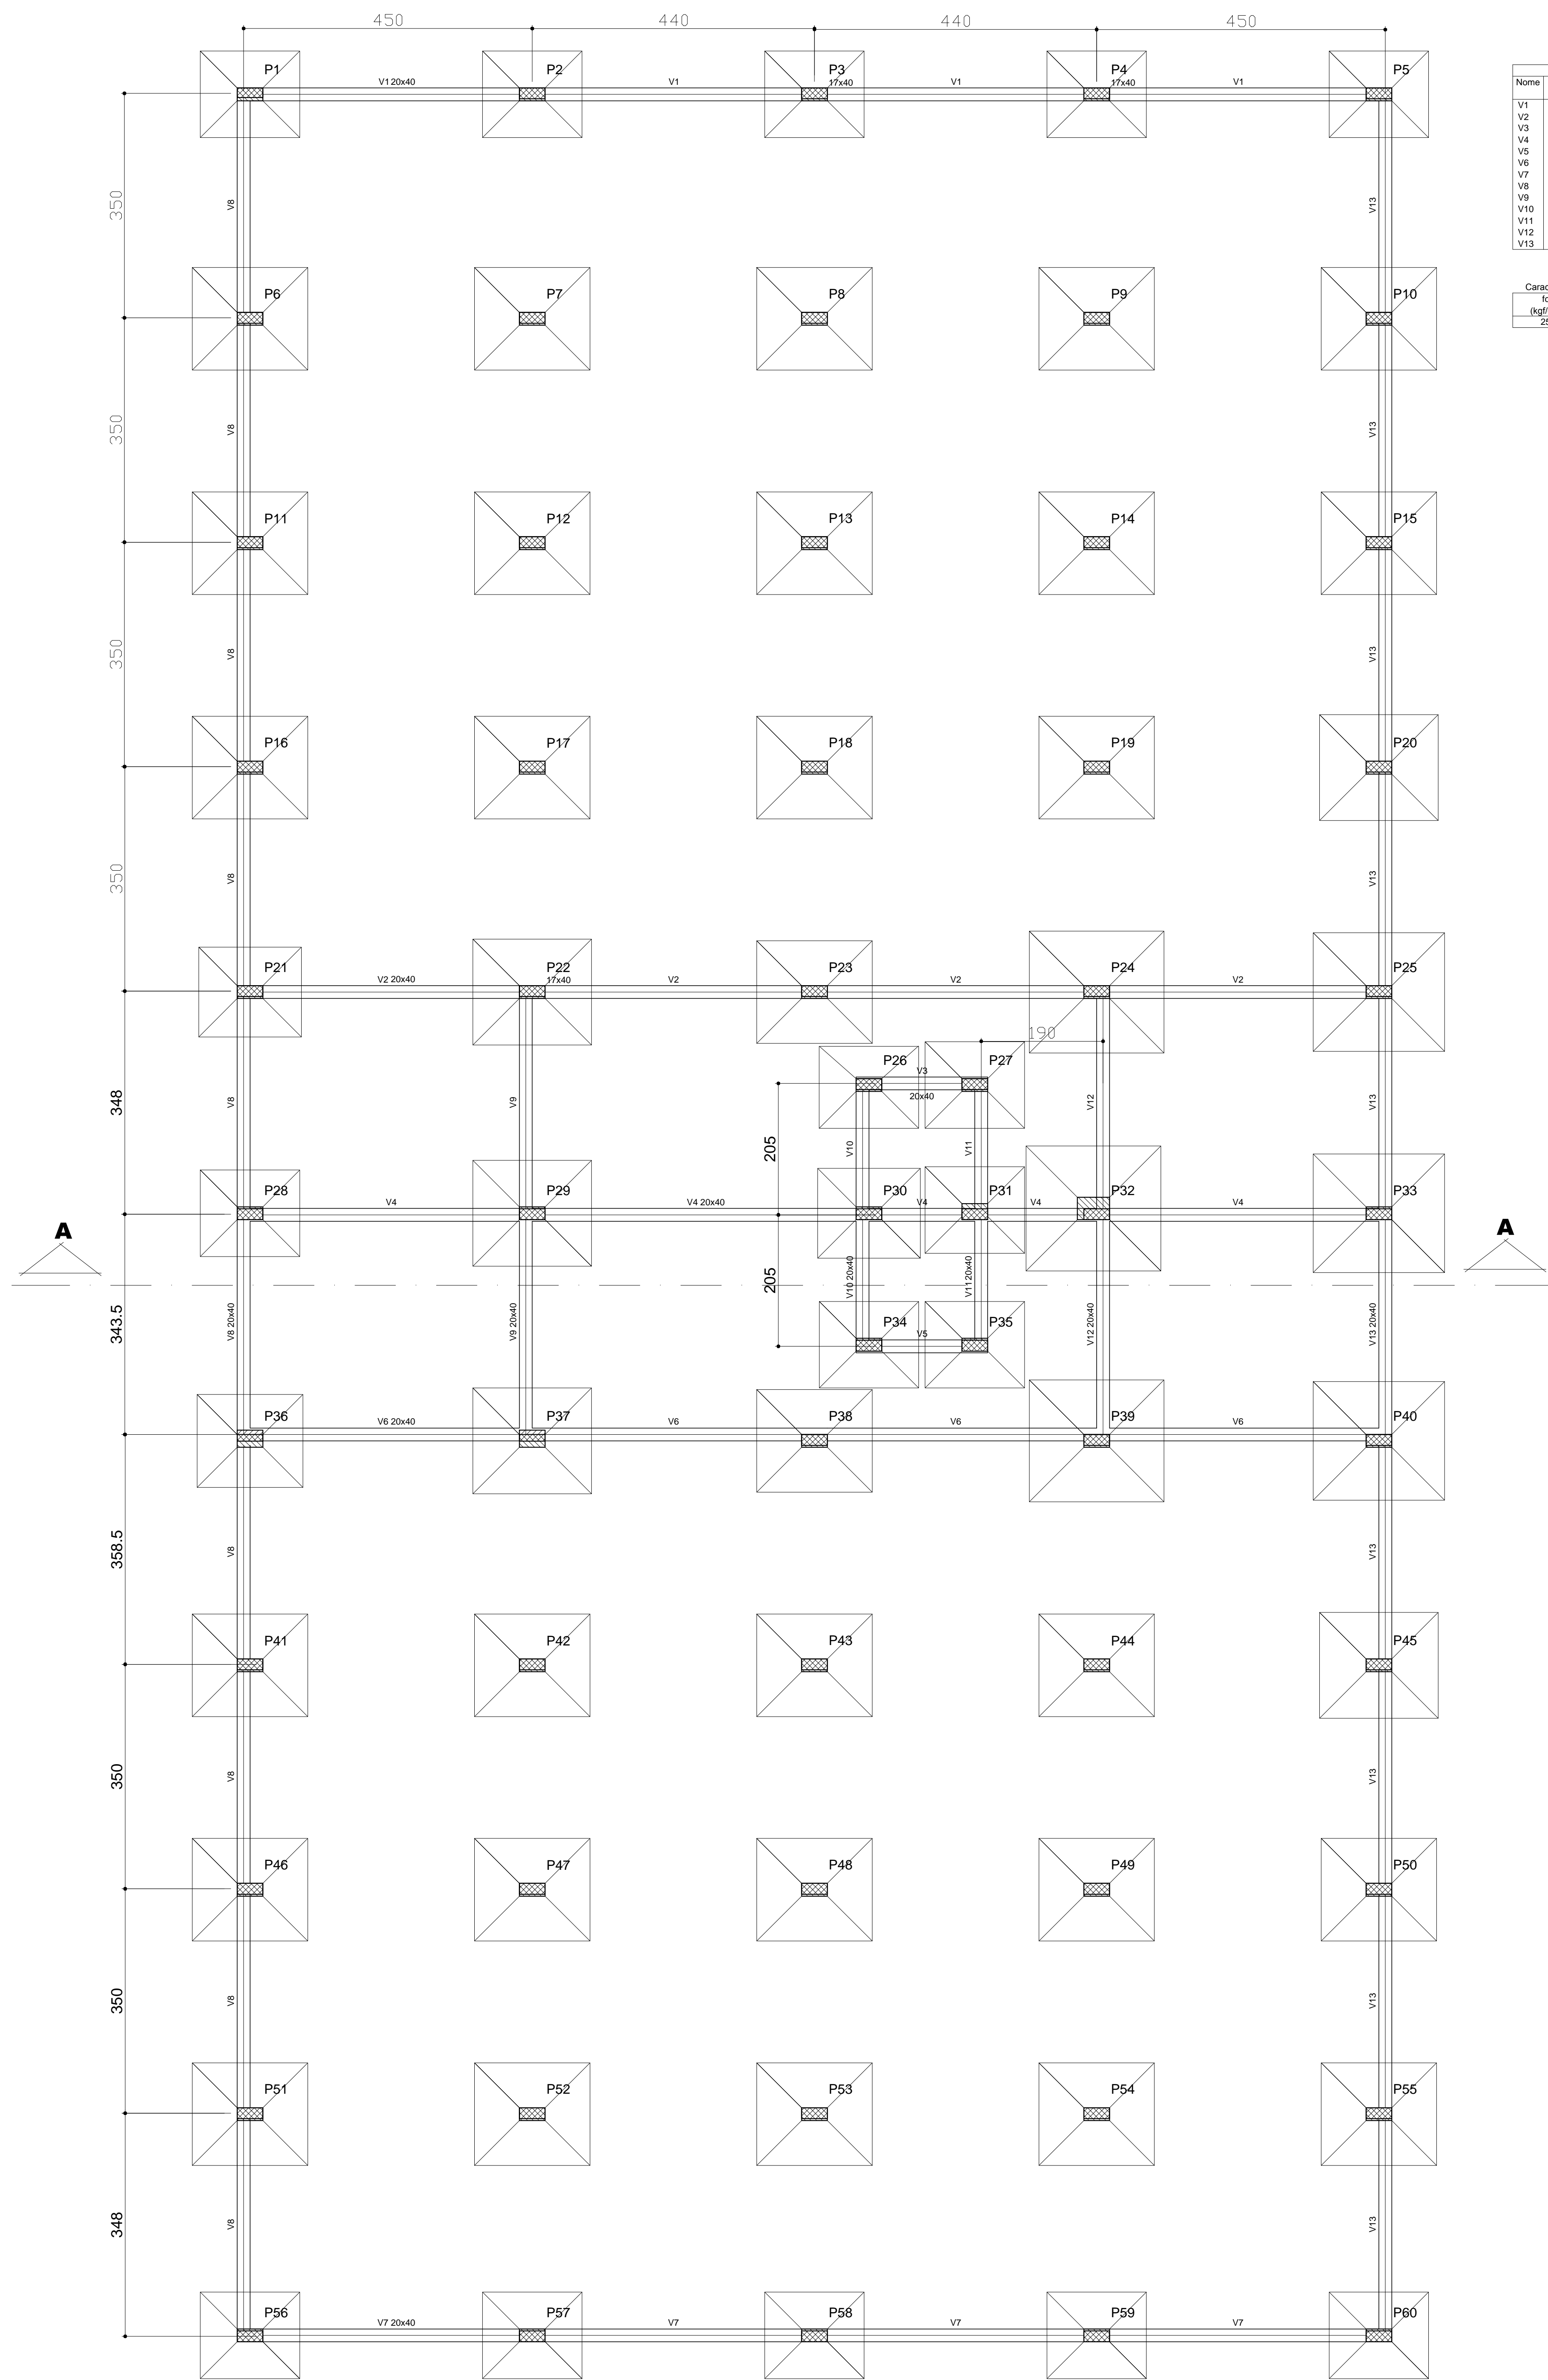 450 440 440 450
P1 P2 P3 P4 P5
V1 20x40 V1 17x40 V1 17x40 V1
Nome
V1
V2
V3
V4
V5
V6
V7
V8
V9
V10
V11
V12
V13
350 V8 V13
Carac
fc
(kgf/
25
P6 P7 P8 P9 P10
350 V8 V13
P11 P12 P13 P14 P15
350 V8 V13
P16 P17 P18 P19 P20
350 V8 V13
P21 P22 P23 P24 P25
V2 20x40 17x40 V2 V2 V2
190
P26 P27
V3
20x40
348 V8 V9 V12 V13
205 V10 V11
P28 P29 P30 P31 P32 P33
V4 V4 20x40 V4 V4 V4
A A
205 V10 20x40 V11 20x40
343.5 V8 20x40 V9 20x40 V12 20x40 V13 20x40
P34 P35
V5
P36 P37 P38 P39 P40
V6 20x40 V6 V6 V6
358.5 V8 V13
P41 P42 P43 P44 P45
350 V8 V13
P46 P47 P48 P49 P50
350 V8 V13
P51 P52 P53 P54 P55
348 V8 V13
P56 P57 P58 P59 P60
V7 20x40 V7 V7 V7